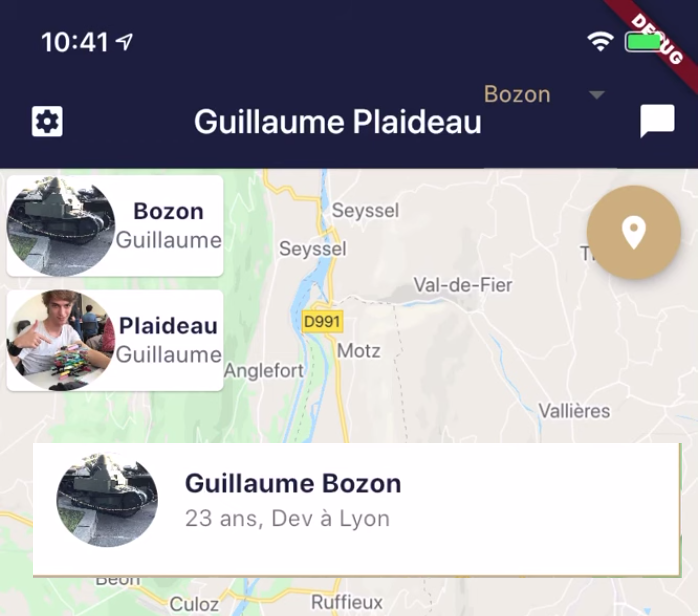 10:41
DEBUG
Bozon
Guillaume Plaideau
Bozon
Guillaume
Plaideau
Guillaume
Seyssel
Seyssel
Val-de-Fier
D991
Motz
Anglefort
Vallières
Guillaume Bozon
23 ans, Dev à Lyon
Béon
Culoz
Ruffieux